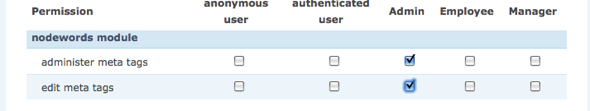 Permission anonymous user authenticated user Admin Employee Manager
nodewords module
administer meta tags
edit meta tags